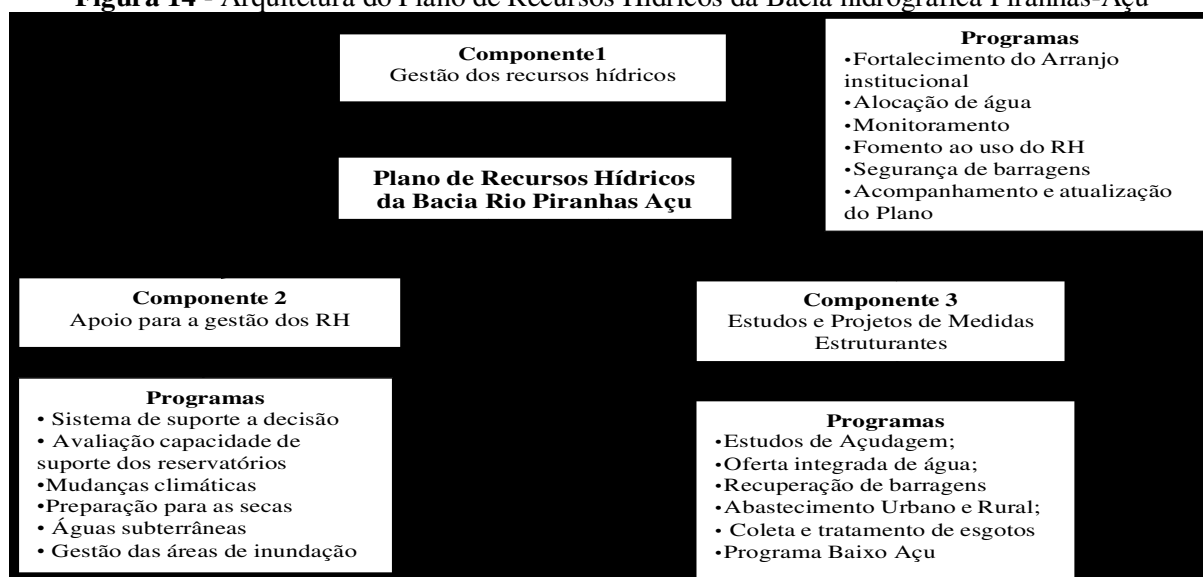 Figura 14 - Arquitetura do Plano de Recursos Hídricos da Bacia hidrográfica Piranhas-Açu
Componente1
Gestão dos recursos hídricos
Programas
•Fortalecimento do Arranjo
institucional
•Alocação de água
•Monitoramento
•Fomento ao uso do RH
•Segurança de barragens
•Acompanhamento e atualização
do Plano
Plano de Recursos Hídricos
da Bacia Rio Piranhas Açu
Componente 2
Apoio para a gestão dos RH
Programas
• Sistema de suporte a decisão
• Avaliação capacidade de
suporte dos reservatórios
•Mudanças climáticas
•Preparação para as secas
• Águas subterrâneas
• Gestão das áreas de inundação
Componente 3
Estudos e Projetos de Medidas
Estruturantes
Programas
•Estudos de Açudagem;
•Oferta integrada de água;
•Recuperação de barragens
•Abastecimento Urbano e Rural;
• Coleta e tratamento de esgotos
•Programa Baixo Açu